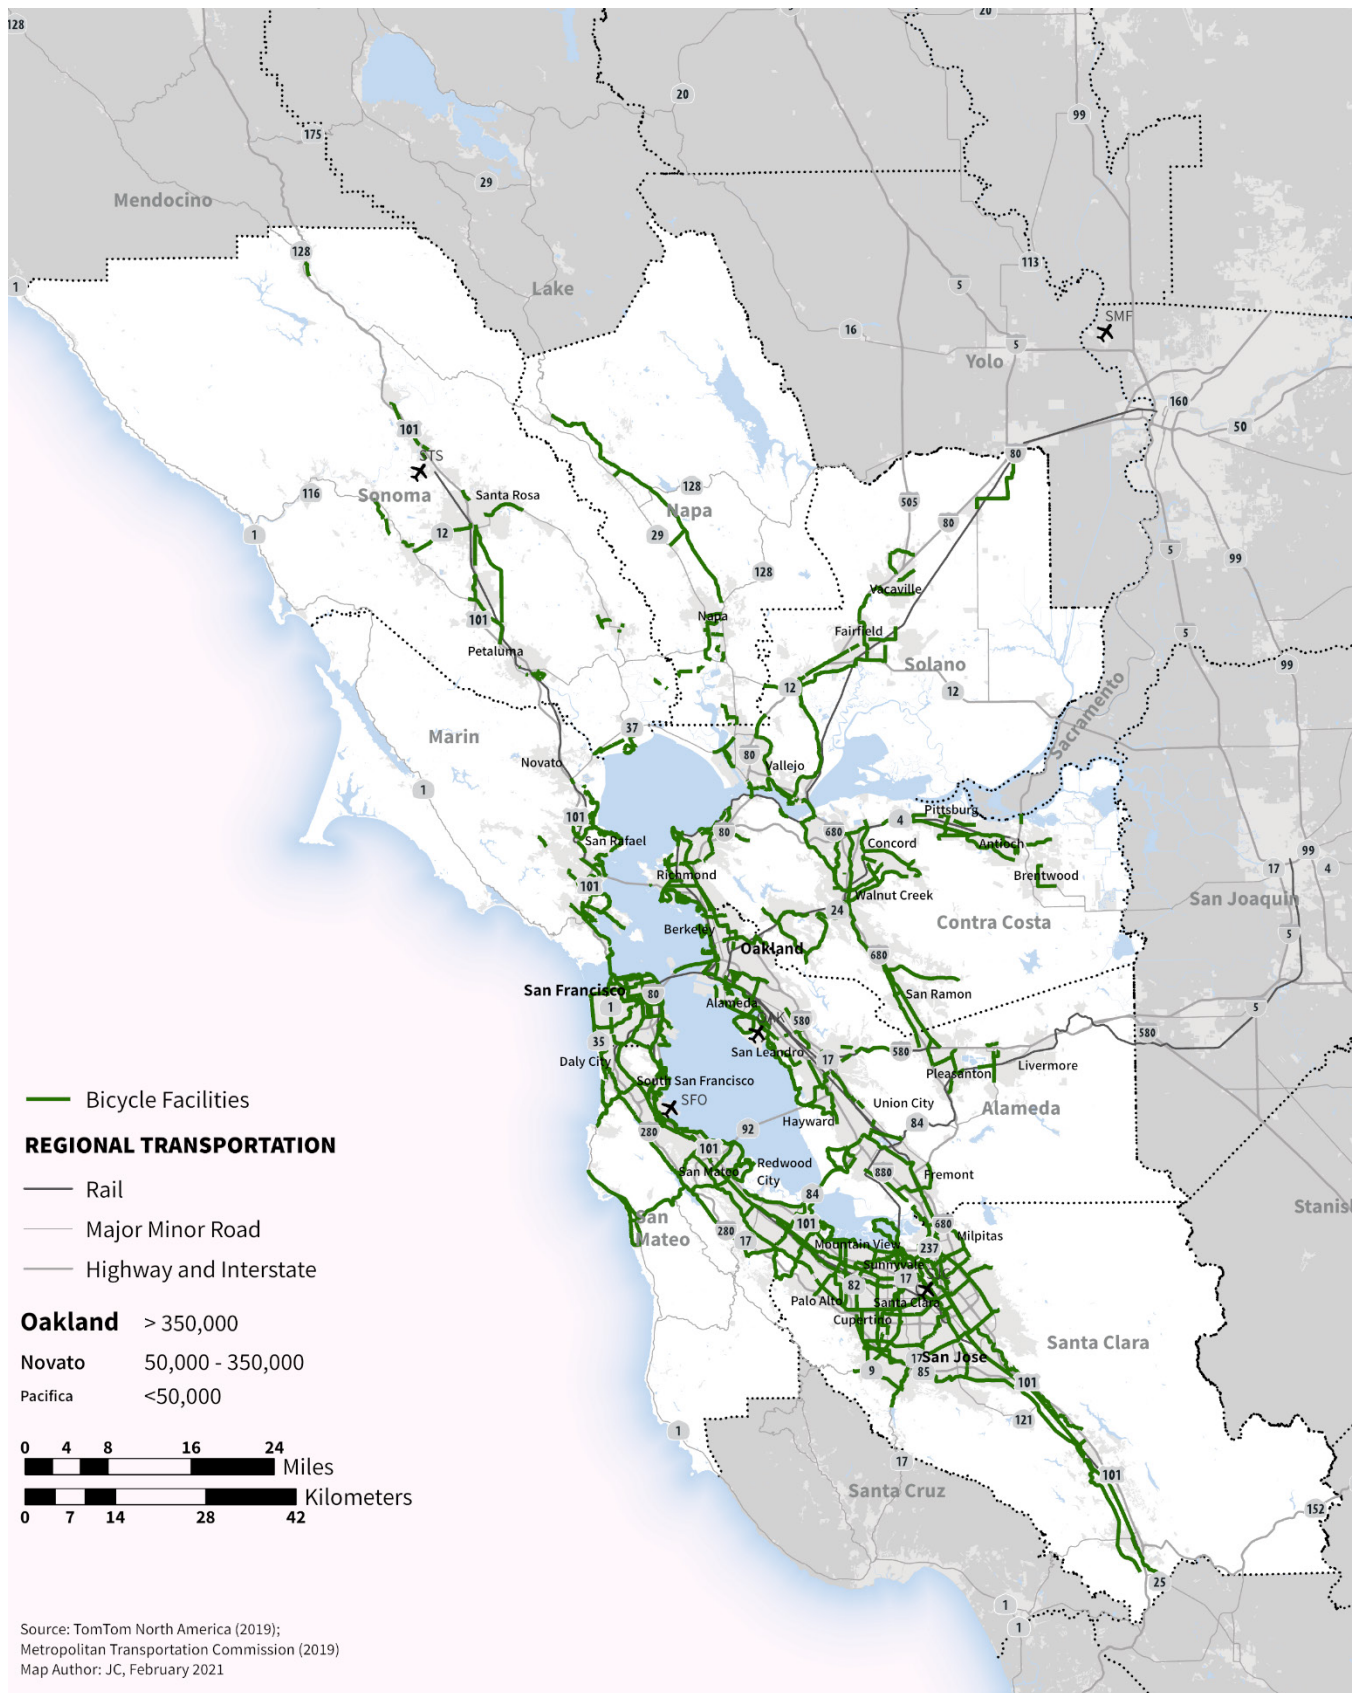 128
20
20
99
175
29
Mendocino
128
113
1
Lake
5
SMF
16
5
Yolo
160
50
101
STS
80
128
116
Sonoma
Santa Rosa
505
Napa
80
1
12
29
5
99
128
Vacaville
101
Napa
Fairfield
5
Petaluma
Solano
99
12
12
Sacramento
37
Marin
80
Novato
Vallejo
1
101
17
80
680
4
Pittsburg
San Rafael
Concord
Antioch
99
17
4
101
Richmond
Walnut Creek
Brentwood
San Joaquin
24
Contra Costa
Berkeley
Oakland
5
680
San Francisco
80
San Ramon
1
Alameda
OAK
580
5
35
580
San Leandro
17
580
Daly City
Pleasanton
Livermore
South San Francisco
SFO
Union City
Alameda
Hayward
84
280
92
101
San Mateo
Redwood
City
880
Fremont
84
San
Mateo
280
17
101
680
Milpitas
Mountain View
237
Sunnyvale
17
82
Palo Alto
Santa Clara
Cupertino
Santa Clara
17
San Jose
9
85
101
121
1
17
101
Santa Cruz
152
25
1
1
Stanisl
Bicycle Facilities
REGIONAL TRANSPORTATION
Rail
Major Minor Road
Highway and Interstate
Oakland > 350,000
Novato 50,000 - 350,000
Pacifica <50,000
0 4 8 16 24
Miles
Kilometers
0 7 14 28 42
Source: TomTom North America (2019);
Metropolitan Transportation Commission (2019)
Map Author: JC, February 2021